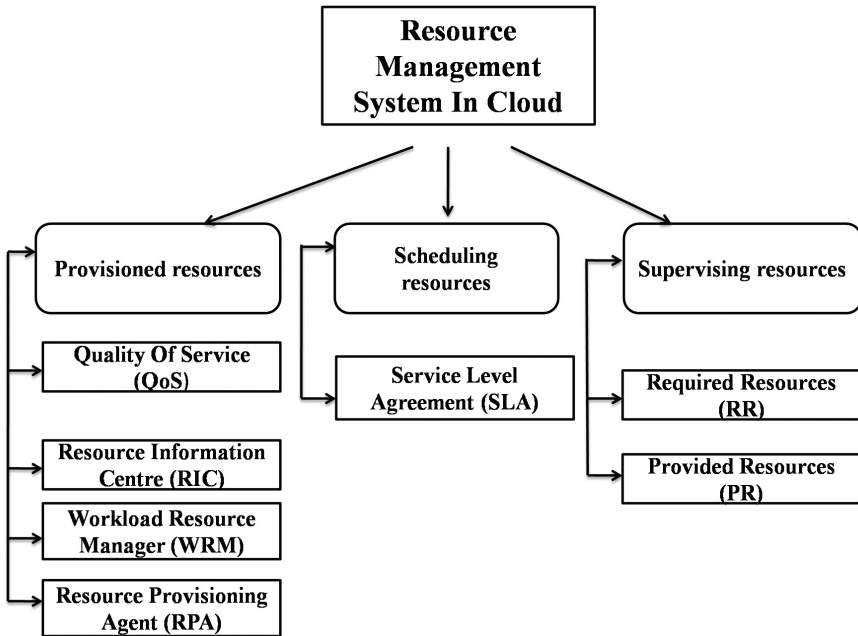 Resource
Management
System In Cloud
Provisioned resources
Scheduling
resources
Supervising resources
Quality Of Service
(QoS)
Resource Information
Centre (RIC)
Workload Resource
Manager (WRM)
Resource Provisioning
Agent (RPA)
Service Level
Agreement (SLA)
Required Resources
(RR)
Provided Resources
(PR)